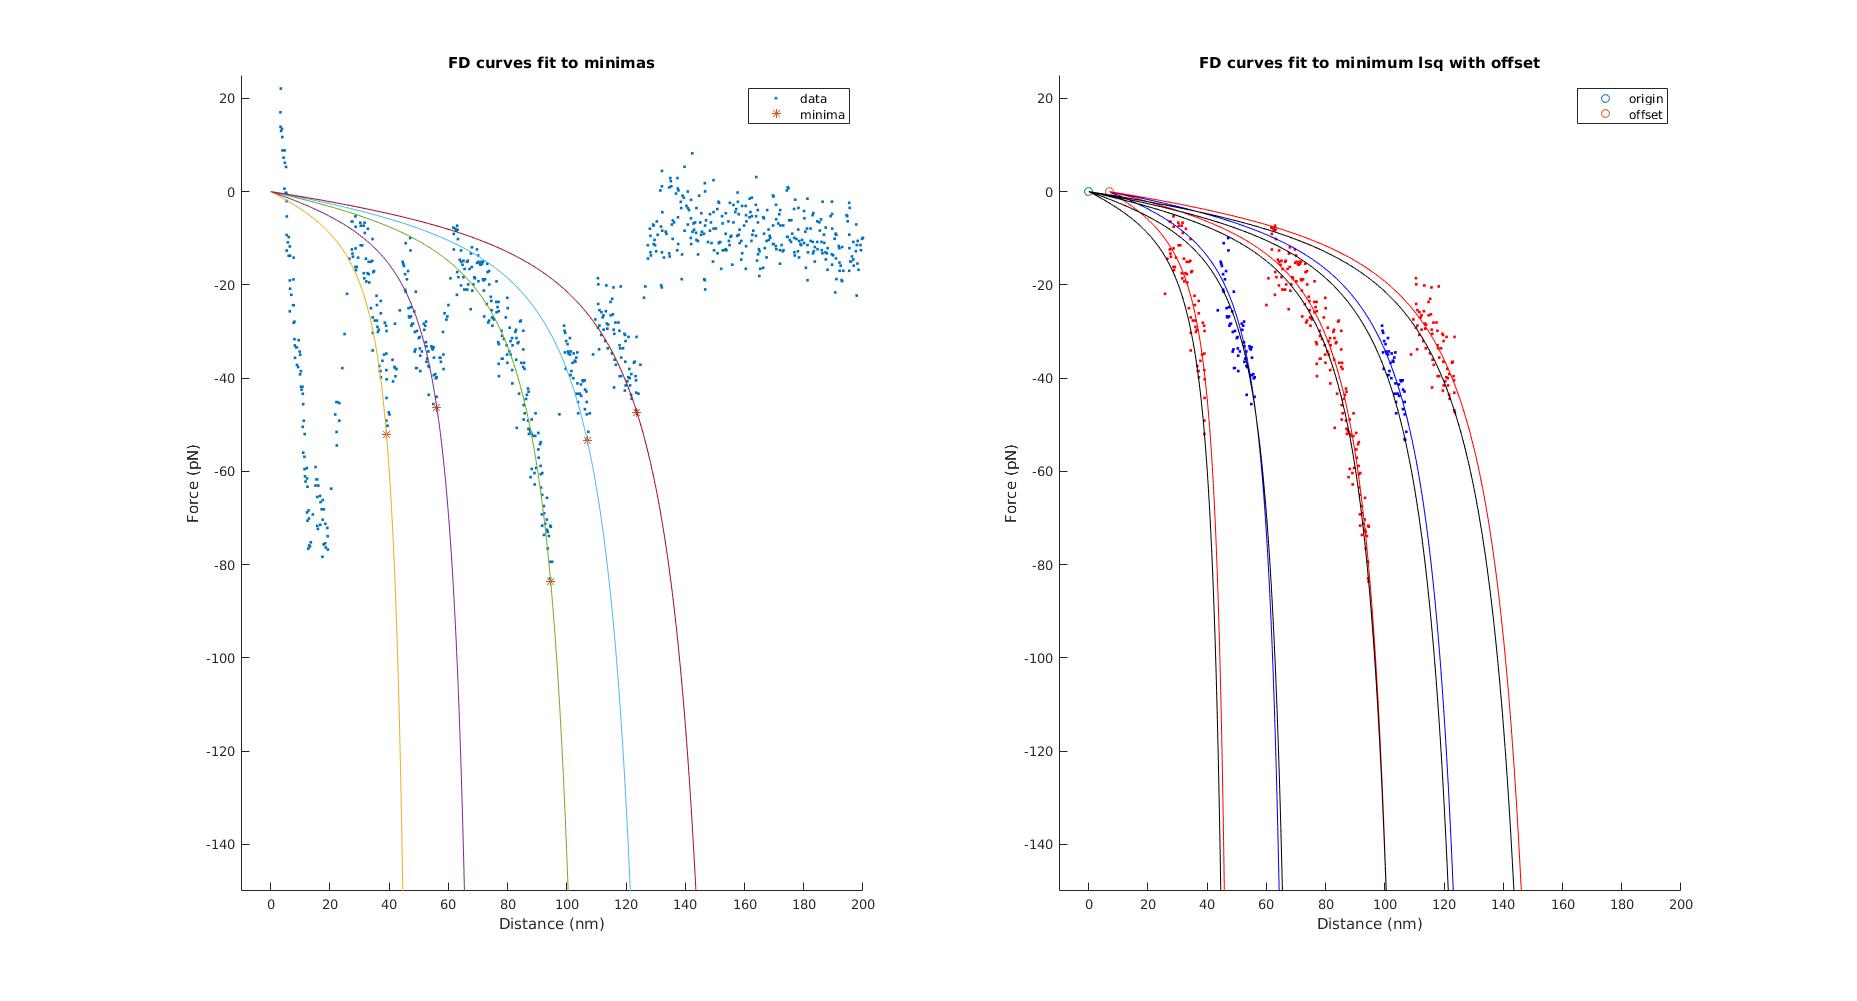 FD curves fit to minimas
data
minima
20
0
-20
-40
-60
-80
-100
-120
-140
Force (pN)
0 20 40 60 80 100 120 140 160 180 200
Distance (nm)
FD curves fit to minimum lsq with offset
origin
offset
20
0
-20
-40
-60
-80
-100
-120
-140
Force (pN)
0 20 40 60 80 100 120 140 160 180 200
Distance (nm)